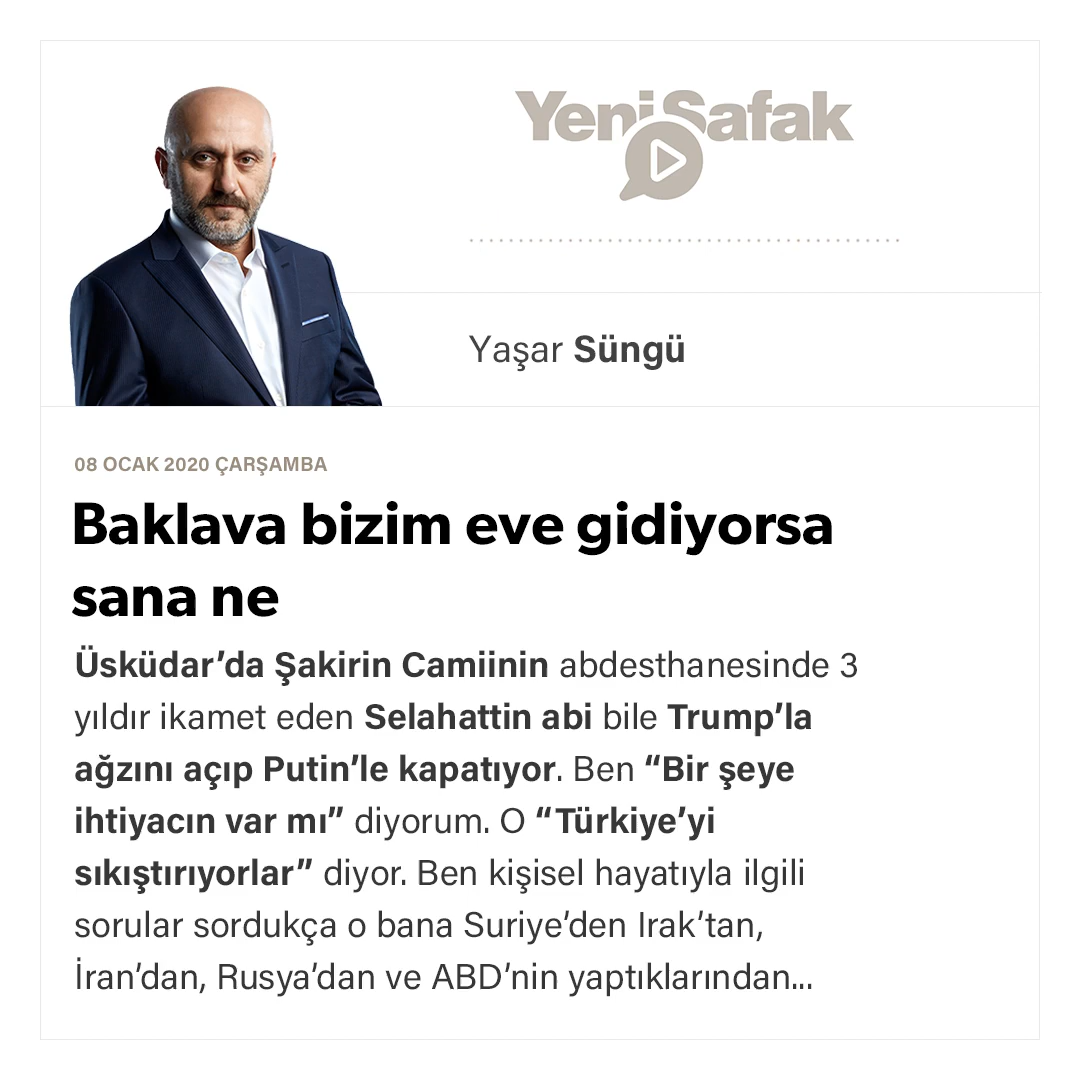 YeniSafak
Yaşar Süngü
08 OCAK 2020 ÇARŞAMBA
Baklava bizim eve gidiyorsa
sana ne
Üsküdar’da Şakirin Camiinin abdesthanesinde 3
yıldır ikamet eden Selahattin abi bile Trump’la
ağzını açıp Putin’le kapatıyor. Ben “Bir şeye
ihtiyacın var mı” diyorum. O “Türkiye’yi
sıkıştırıyorlar” diyor. Ben kişisel hayatıyla ilgili
sorular sordukça o bana Suriye’den Irak’tan,
İran’dan, Rusya’dan ve ABD’nin yaptıklarından...